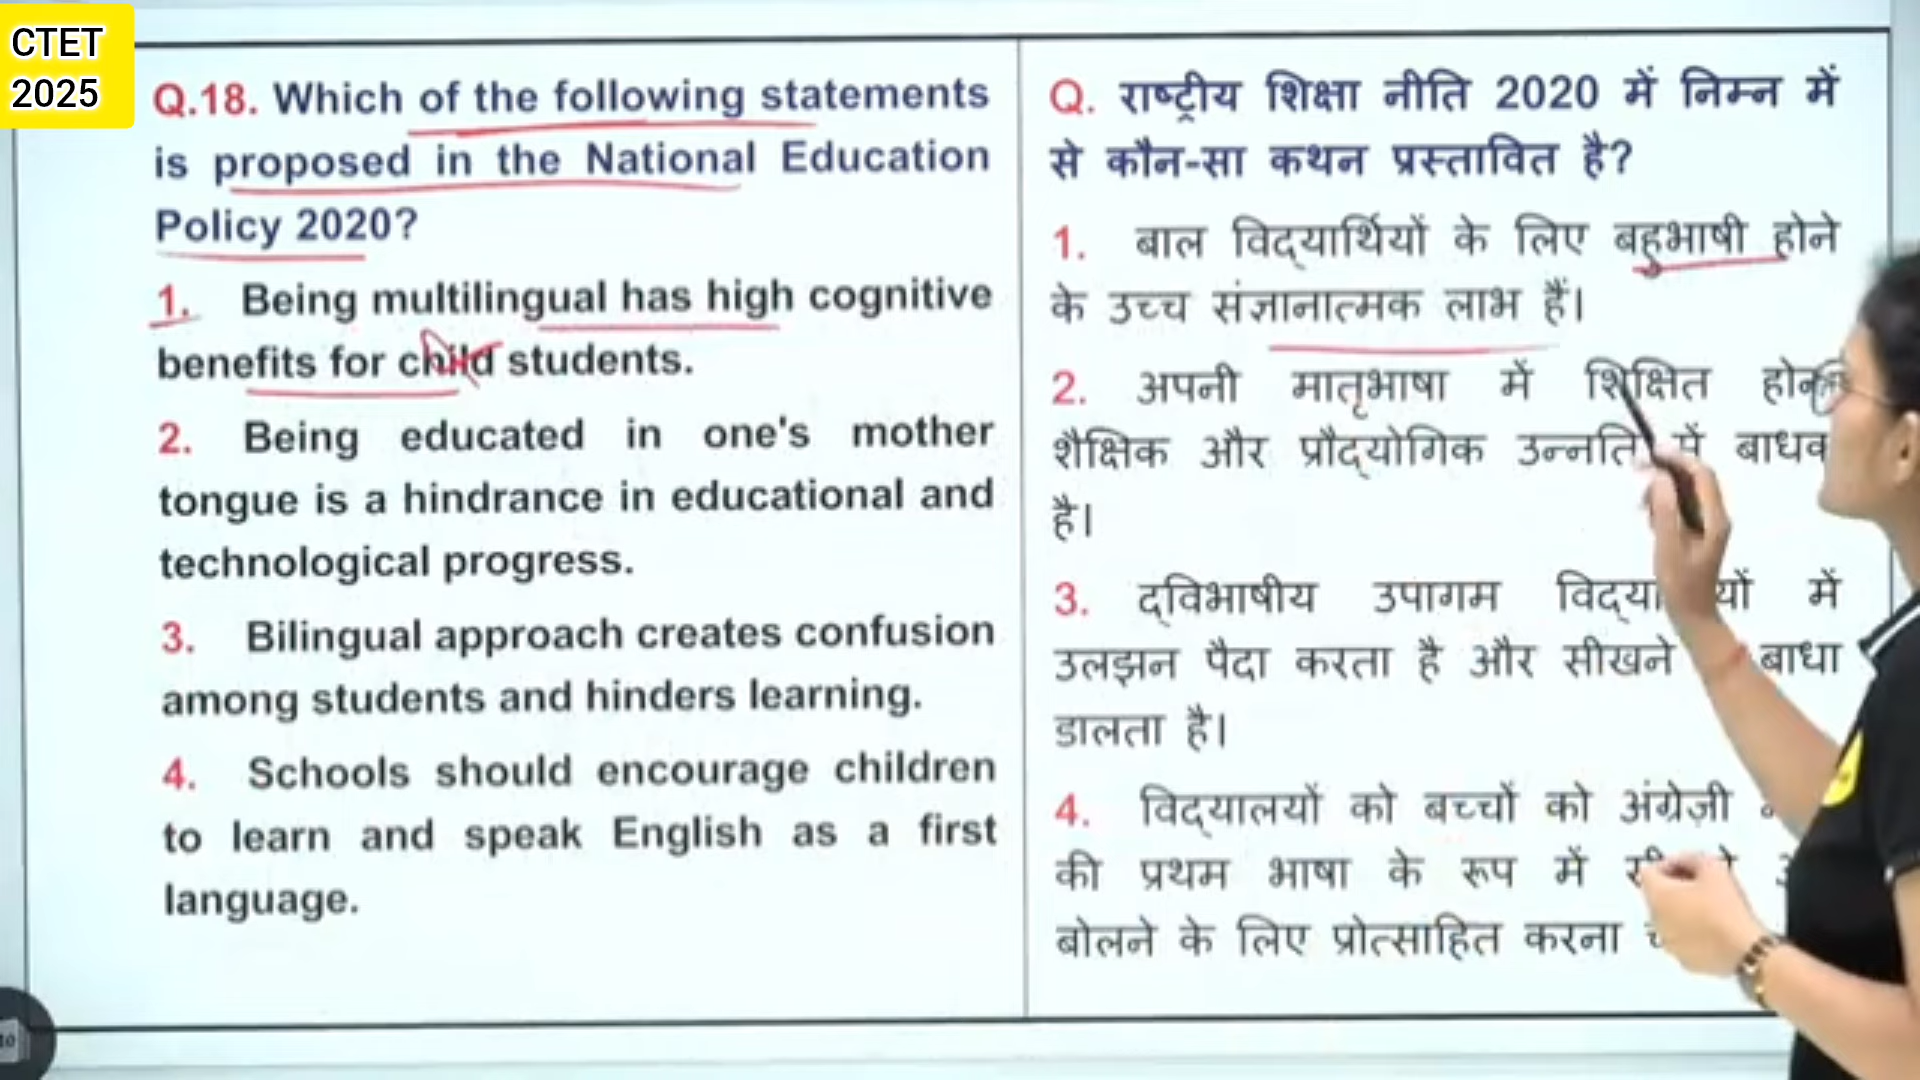 CTET
2025
Q.18. Which of the following statements
is proposed in the National Education
Policy 2020?
1. Being multilingual has high cognitive
benefits for child students.
2. Being educated in one's mother
tongue is a hindrance in educational and
technological progress.
3. Bilingual approach creates confusion
among students and hinders learning.
4. Schools should encourage children
to learn and speak English as a first
language.
Q. राष्ट्रीय शिक्षा नीति 2020 में निम्न में
से कौन-सा कथन प्रस्तावित है?
1. बाल विद्यार्थियों के लिए बहुभाषी होने
के उच्च संज्ञानात्मक लाभ हैं।
2. अपनी मातृभाषा में शिक्षित
शैक्षिक और प्रौद्योगिक उन्नति में बाधक
है।
3. द्विभाषीय उपागम में
उलझन पैदा करता है और सीखने बाधा
डालता है।
4. विद्यालयों को बच्चों को अंग्रेज़ी
की प्रथम भाषा के रूप में
बोलने के लिए प्रोत्साहित करना